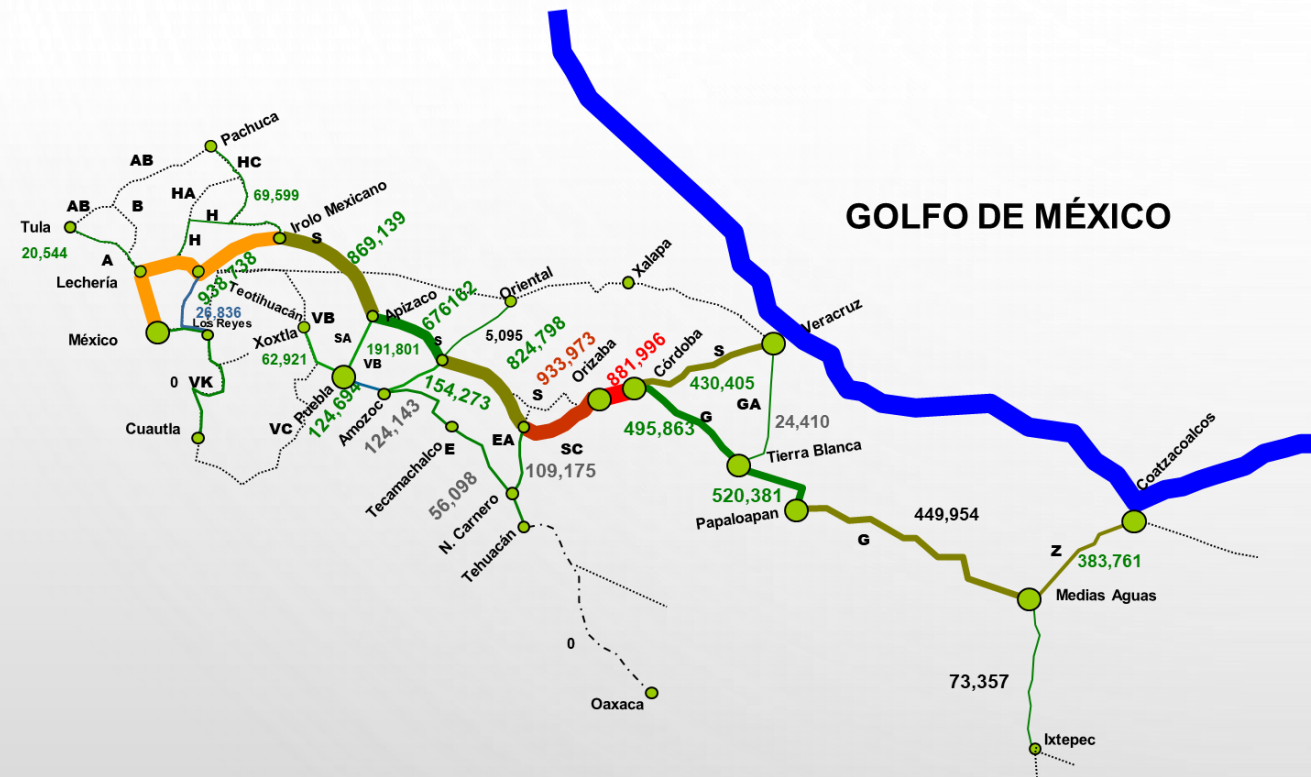 GOLFO DE MÉXICO
Pachuca
AB
HC
HA
69,599
AB
B
H
Irolo Mexicano
Tula
S
869,139
20,544
H
A
Lechería
938,738
Teotihuacán
26,836
Los Reyes
México
Xoxtla
VB
SA
62,921
191,801
VB
Apizaco
676162
S
Oriental
5,095
Xalapa
824,798
933,973
Orizaba
881,996
Córdoba
S
430,405
Veracruz
0
VK
Cuautla
VC
Puebla
124,694
Amozoc
124,143
154,273
S
GA
24,410
G
495,863
EA
SC
109,175
E
Tecamachalco
56,098
N. Carnero
Tehuacán
Tierra Blanca
520,381
Papaloapan
449,954
G
Coatzacoalcos
Z
383,761
Medias Aguas
0
Oaxaca
73,357
Ixtepec